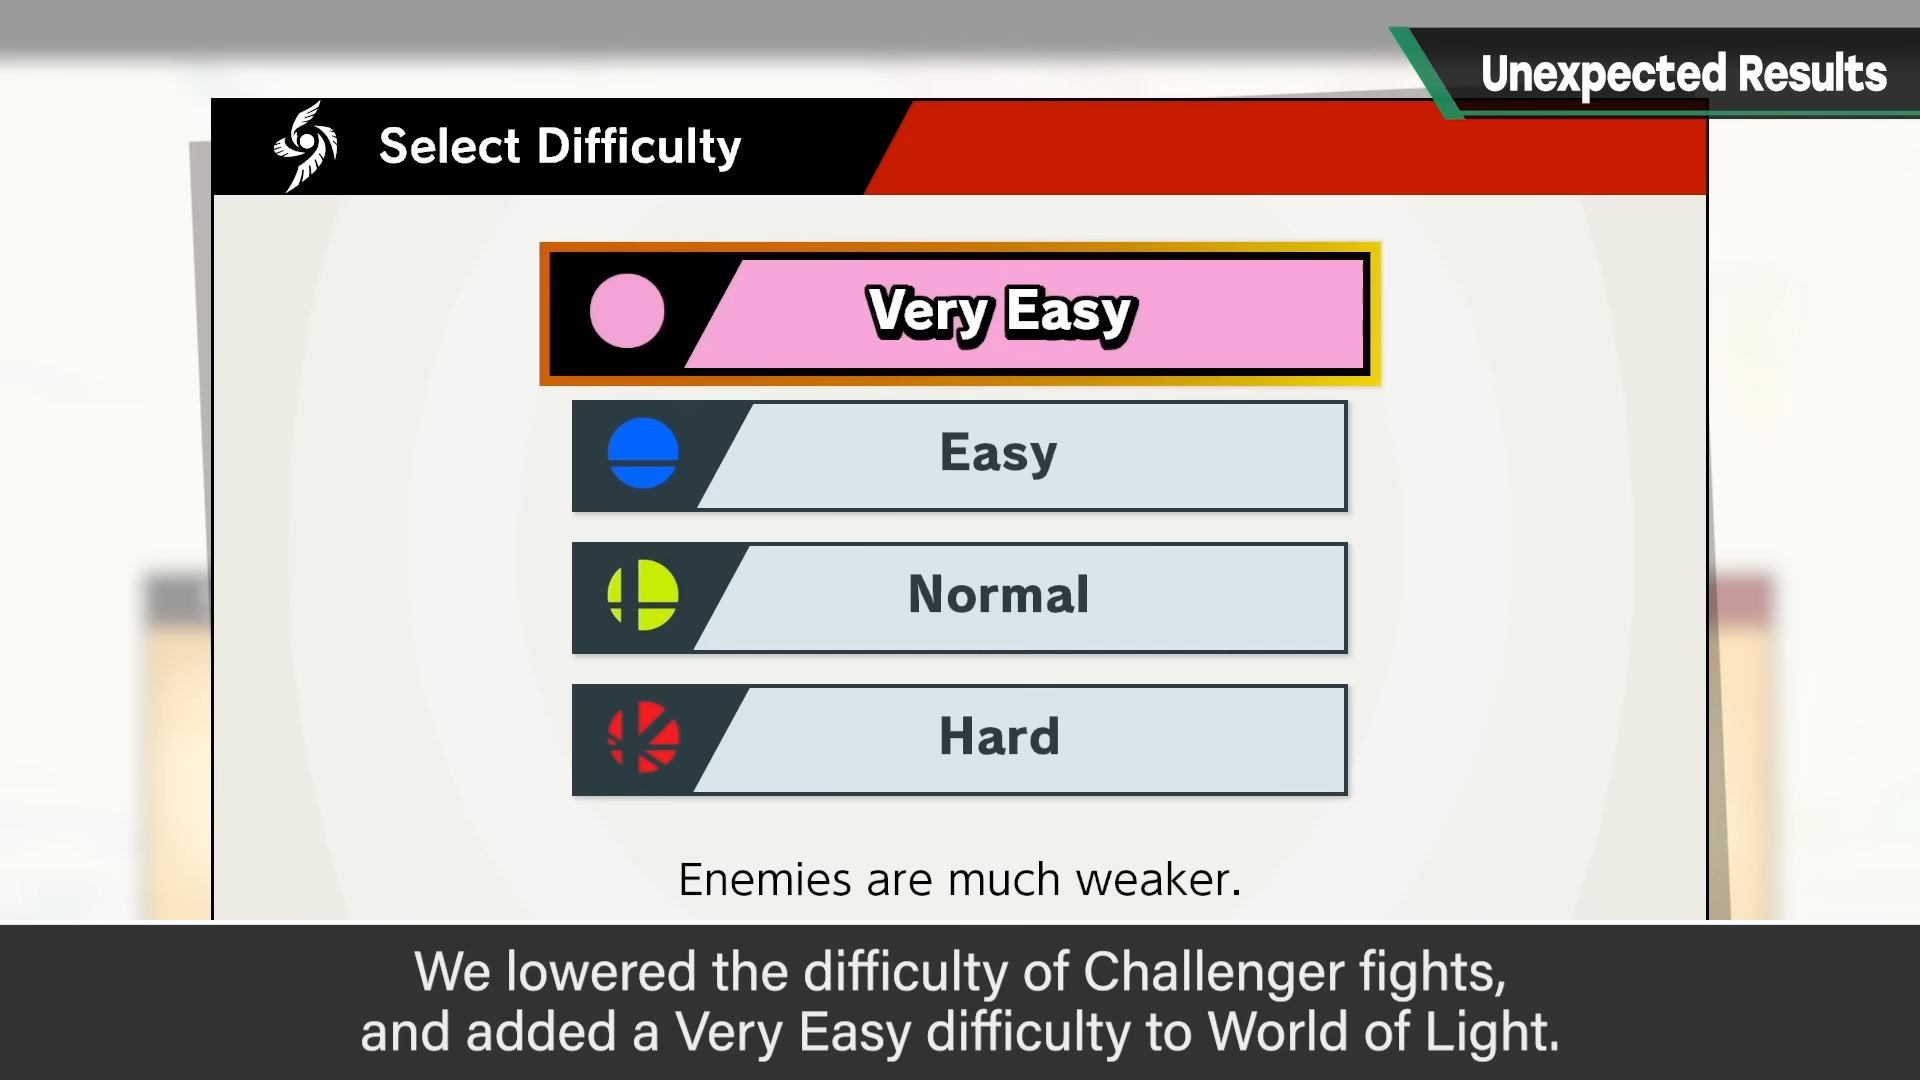 Unexpected Results
Select Difficulty
Very Easy
Easy
Normal
Hard
Enemies are much weaker.
We lowered the difficulty of Challenger fights,
and added a Very Easy difficulty to World of Light.